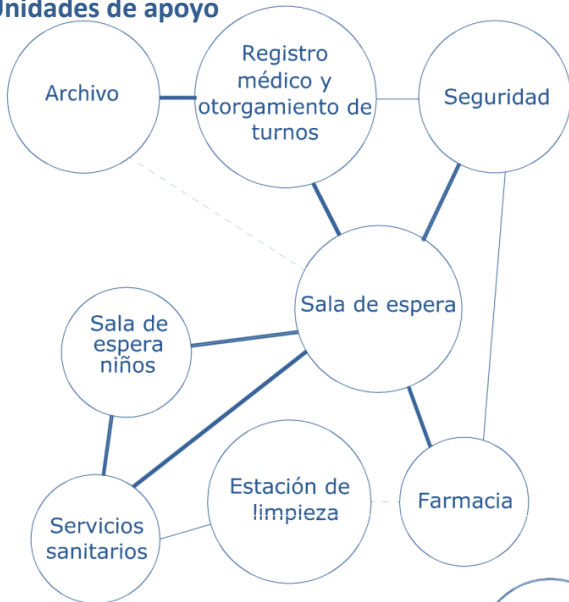 Unidades de apoyo
Archivo
Registro
médico y
otorgamiento de
turnos
Seguridad
Sala de espera
Sala de
espera
niños
Estación de
limpieza
Farmacia
Servicios
sanitarios